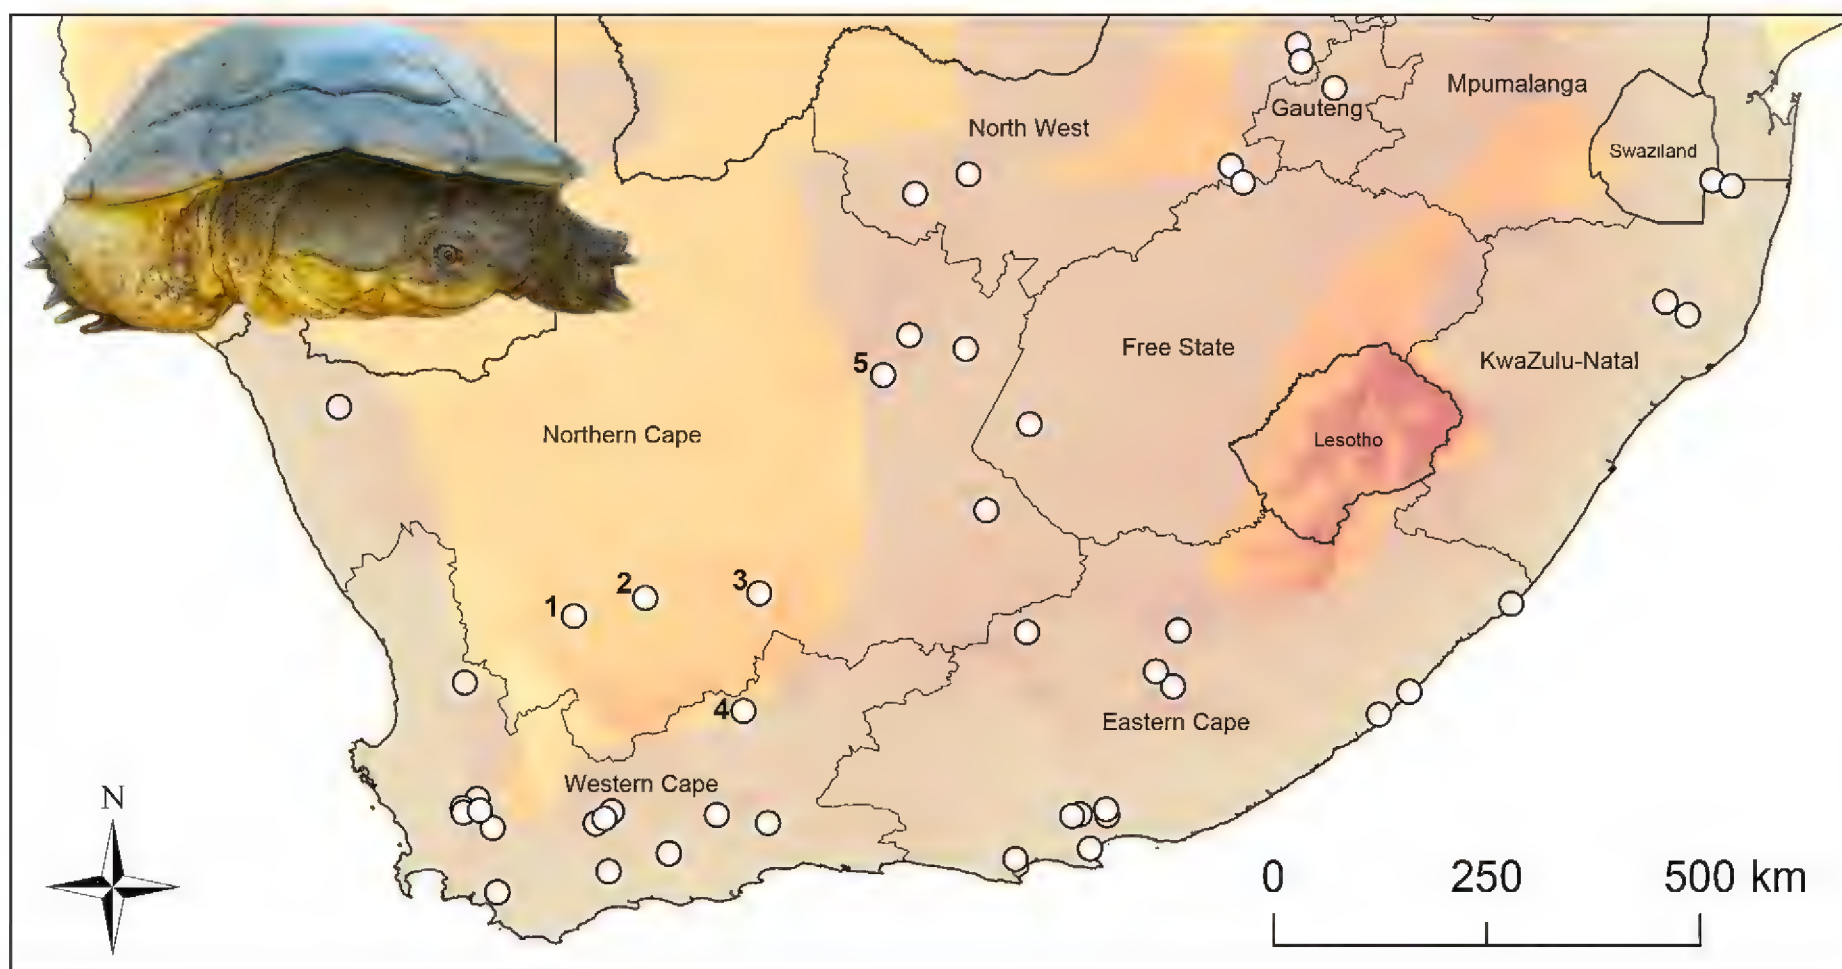 Mpumalanga
Gauteng
North West
Swaziland
Free State
KwaZulu-Natal
5
Northern Cape
Lesotho
1
2
3
4
Eastern Cape
Western Cape
N
0 250 500 km